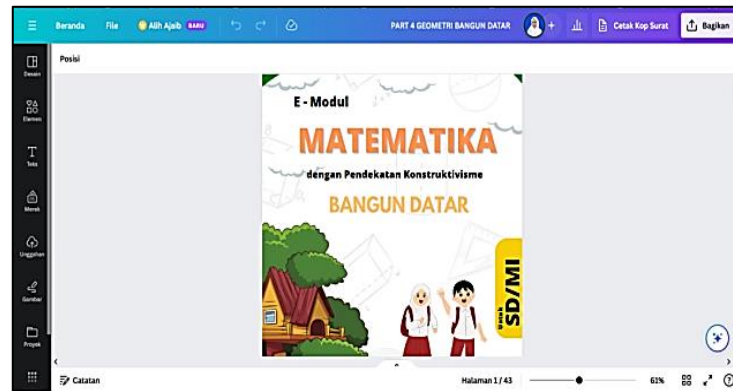 Beranda File Alih Ajaib BARU PART 4 GEOMETRI BANGUN DATAR Cetak Kop Surat Bagikan
Posisi
Desain
Elemen
Teks
Merek
Unggahan
Gambar
Proyek
E - Modul
MATEMATIKA
dengan Pendekatan Konstruktivisme
BANGUN DATAR
Untuk
SD/MI
Catatan Halaman 1 / 43 61%